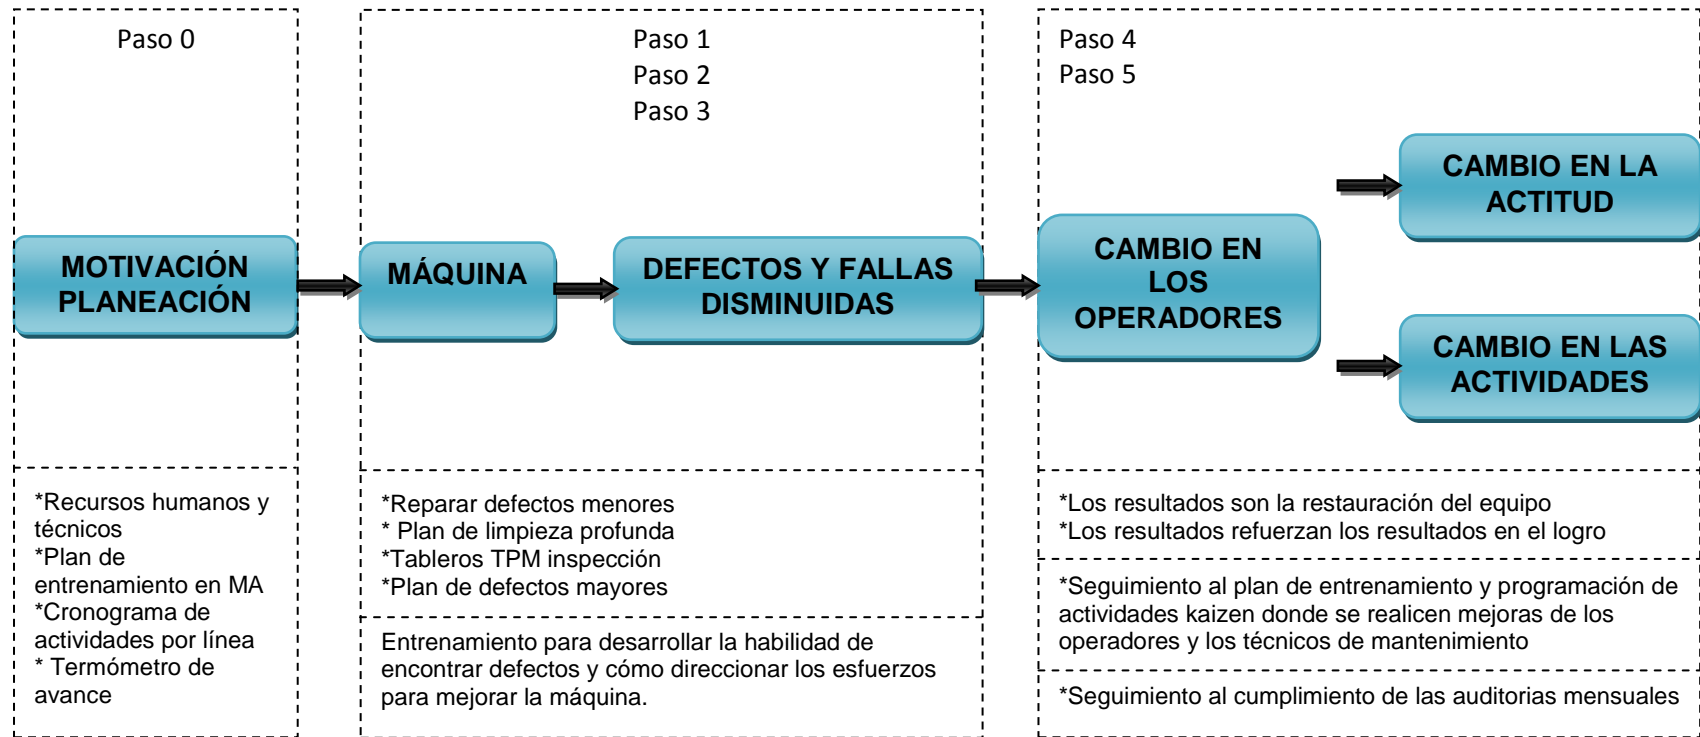 Paso 0
Paso 1
Paso 2
Paso 3
Paso 4
Paso 5
MOTIVACIÓN
PLANEACIÓN
MÁQUINA
DEFECTOS Y FALLAS
DISMINUIDAS
CAMBIO EN
LOS
OPERADORES
CAMBIO EN LA
ACTITUD
CAMBIO EN LAS
ACTIVIDADES
*Recursos humanos y
técnicos
*Plan de
entrenamiento en MA
*Cronograma de
actividades por línea
* Termómetro de
avance
*Reparar defectos menores
* Plan de limpieza profunda
*Tableros TPM inspección
*Plan de defectos mayores
Entrenamiento para desarrollar la habilidad de
encontrar defectos y cómo direccionar los esfuerzos
para mejorar la máquina.
*Los resultados son la restauración del equipo
*Los resultados refuerzan los resultados en el logro
*Seguimiento al plan de entrenamiento y programación de
actividades kaizen donde se realicen mejoras de los
operadores y los técnicos de mantenimiento
*Seguimiento al cumplimiento de las auditorias mensuales